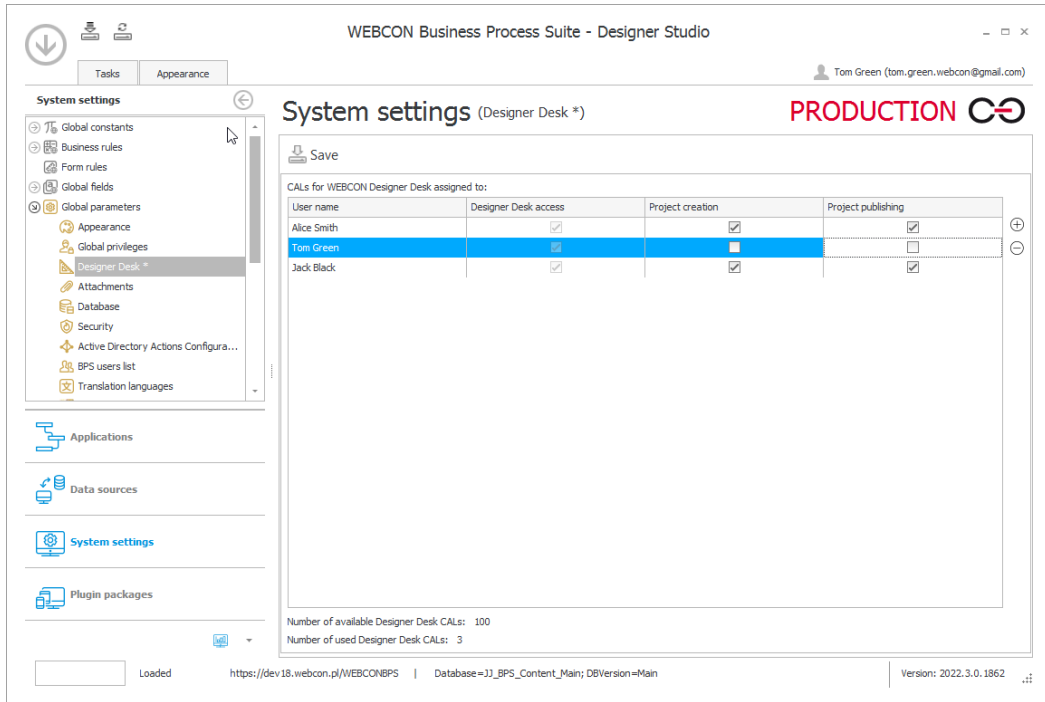 WEBCON Business Process Suite - Designer Studio
Tasks
Appearance
Tom Green (tom.green.webcon@gmail.com)
System settings
Global constants
Business rules
Form rules
Global fields
Global parameters
Appearance
Global privileges
Designer Desk *
Attachments
Database
Security
Active Directory Actions Configura...
BPS users list
Translation languages
Applications
Data sources
System settings
Plugin packages
System settings (Designer Desk *)
PRODUCTION
Save
CALs for WEBCON Designer Desk assigned to:
User name Designer Desk access Project creation Project publishing
Alice Smith
Tom Green
Jack Black
Number of available Designer Desk CALs: 100
Number of used Designer Desk CALs: 3
Loaded https://dev18.webcon.pl/WEBCONBPS | Database=JJ_BPS_Content_Main; DBVersion=Main Version: 2022.3.0.1862